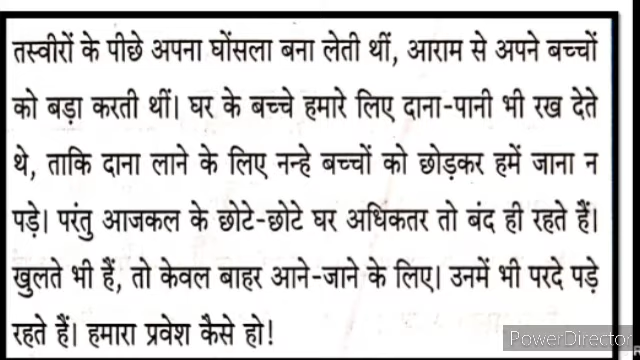 तस्वीरों के पीछे अपना घोंसला बना लेती थीं, आराम से अपने बच्चों
को बड़ा करती थीं। घर के बच्चे हमारे लिए दाना-पानी भी रख देते
थे, ताकि दाना लाने के लिए नन्हे बच्चों को छोड़कर हमें जाना न
पड़े। परंतु आजकल के छोटे-छोटे घर अधिकतर तो बंद ही रहते हैं।
खुलते भी हैं, तो केवल बाहर आने-जाने के लिए। उनमें भी परदे पड़े
रहते हैं। हमारा प्रवेश कैसे हो!
PowerDirector